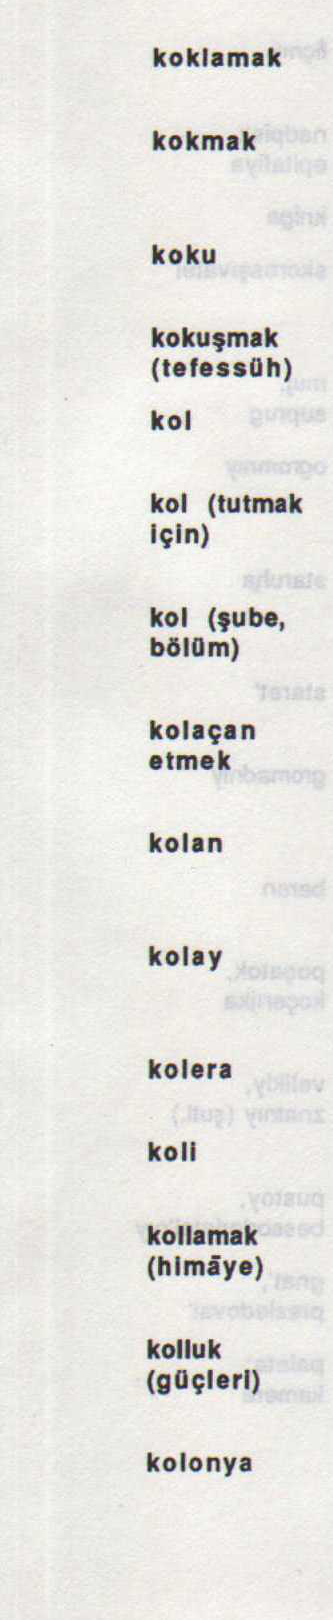 koklamak
kokmak
koku
kokuşmak
(tefessüh)
kol
kol (tutmak
için)
kol (şube,
bölüm)
kolaçan
etmek
kolan
kolay
kolera
koli
kollamak
(himāye)
kolluk
(güçleri)
kolonya